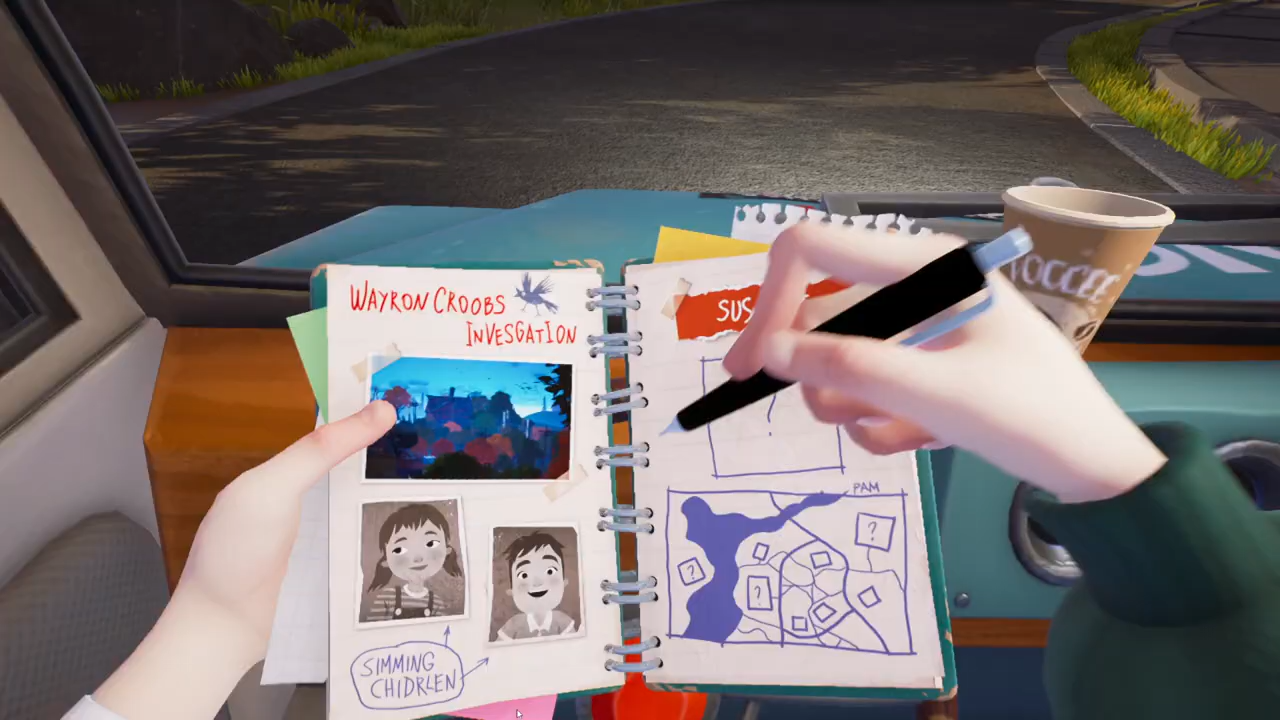 WAYRON CROOBS
INVESGATION
SUS
?
PAM
?
?
?
SIMMING
CHIDRLEN